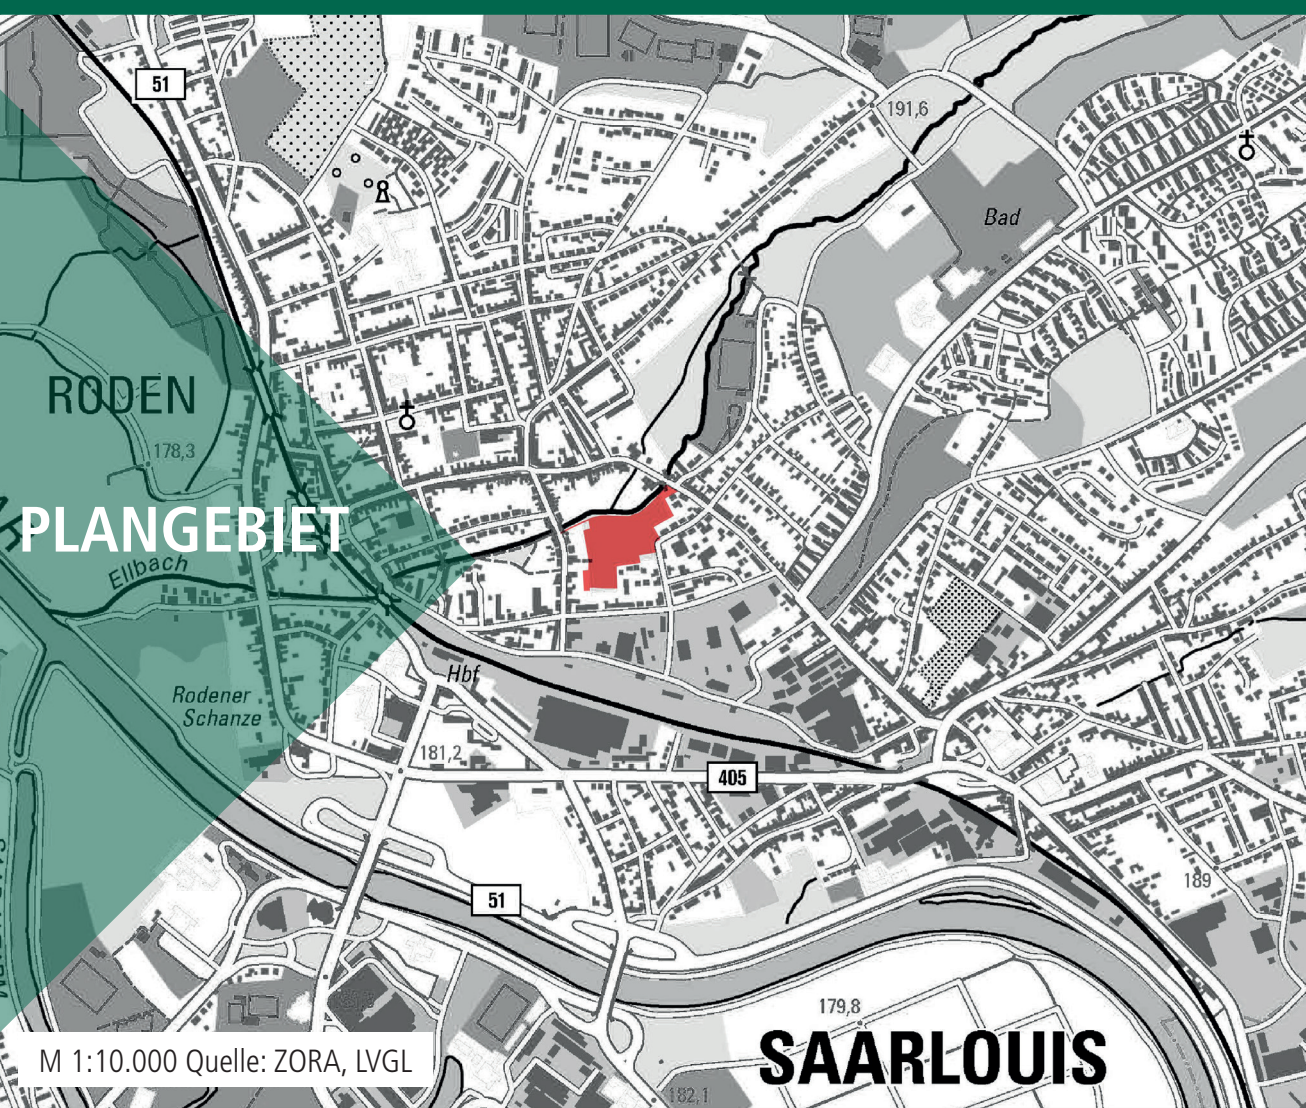 51
191,6
Bad
RODEN
178,3
PLANGEBIET
Ellbach
Rodener
Schanze
Hbf
181,2
405
51
189
179,8
SAARLOUIS
182,1
M 1:10.000 Quelle: ZORA, LVGL